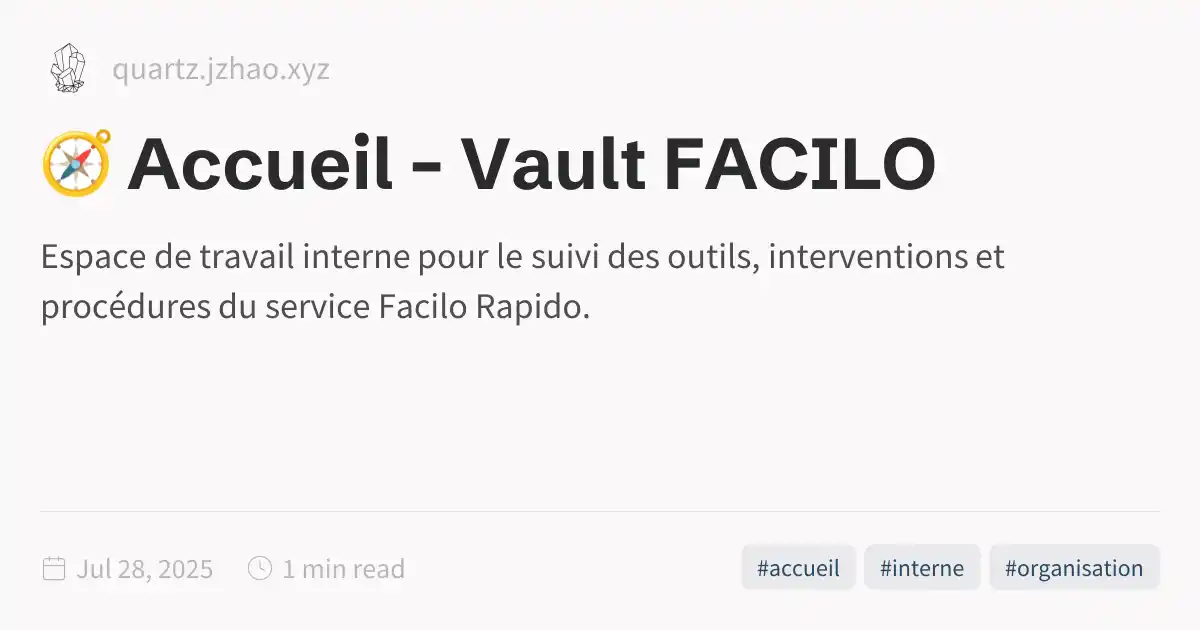 quartz.jzhao.xyz
🧭 Accueil - Vault FACILO
Espace de travail interne pour le suivi des outils, interventions et
procédures du service Facilo Rapido.
Jul 28, 2025 1 min read #accueil #interne #organisation